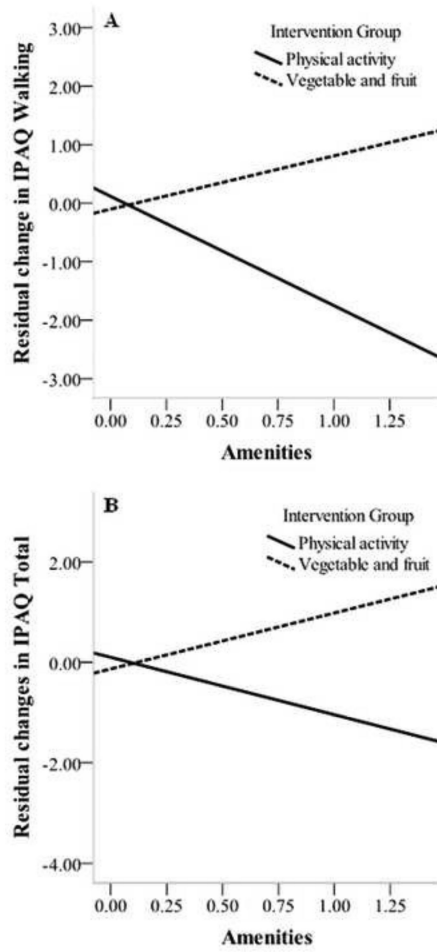 A
Intervention Group
Physical activity
Vegetable and fruit
Residual change in IPAQ Walking
3.00
2.00
1.00
0.00
-1.00
-2.00
-3.00
0.00 0.25 0.50 0.75 1.00 1.25
Amenities
B
Intervention Group
Physical activity
Vegetable and fruit
Residual changes in IPAQ Total
2.00
0.00
-2.00
-4.00
0.00 0.25 0.50 0.75 1.00 1.25
Amenities